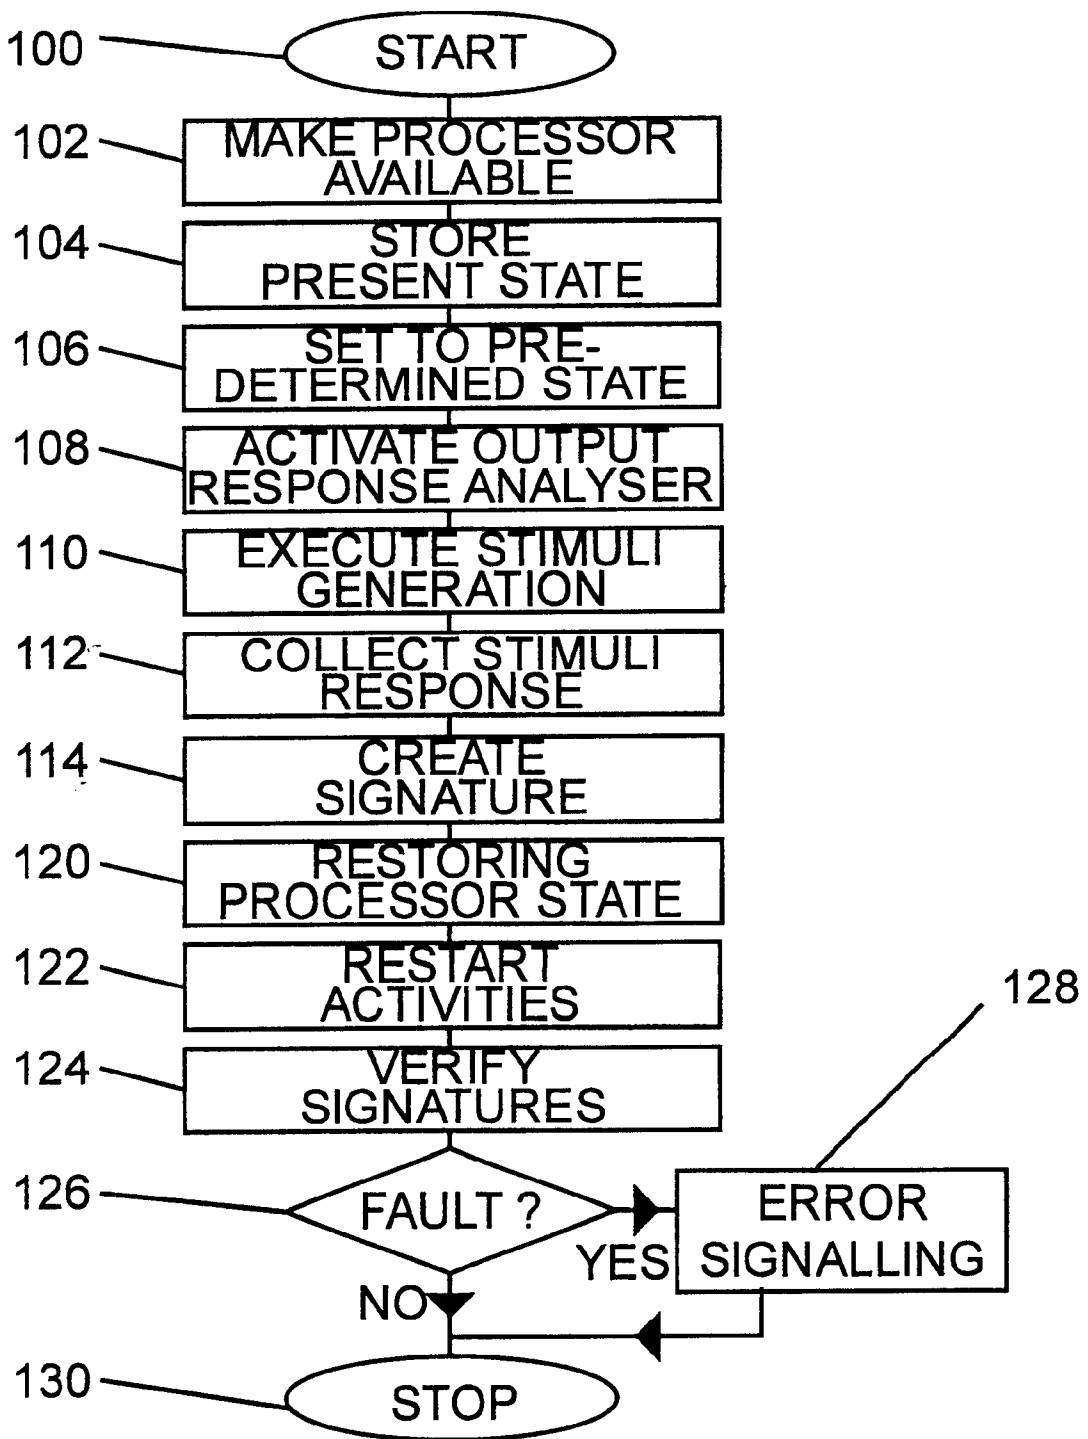 100
START
102
MAKE PROCESSOR
AVAILABLE
104
STORE
PRESENT STATE
106
SET TO PRE-
DETERMINED STATE
108
ACTIVATE OUTPUT
RESPONSE ANALYSER
110
EXECUTE STIMULI
GENERATION
112
COLLECT STIMULI
RESPONSE
114
CREATE
SIGNATURE
120
RESTORING
PROCESSOR STATE
122
RESTART
ACTIVITIES
124
VERIFY
SIGNATURES
126
FAULT ?
YES
128
ERROR
SIGNALLING
NO
130
STOP